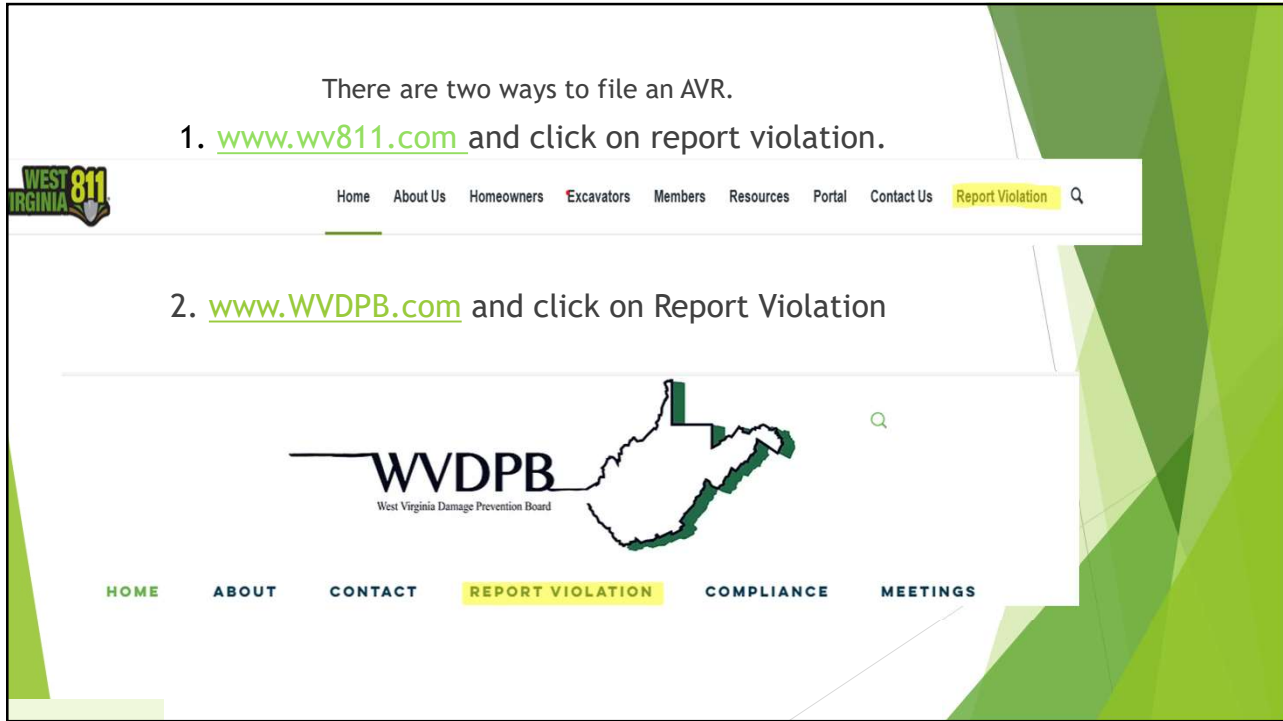 There are two ways to file an AVR.
1. www.wv811.com and click on report violation.
WEST 811
IRGINIA
Home About Us Homeowners Excavators Members Resources Portal Contact Us Report Violation
2. www.WVDPB.com and click on Report Violation
WVDPB
West Virginia Damage Prevention Board
HOME ABOUT CONTACT REPORT VIOLATION COMPLIANCE MEETINGS